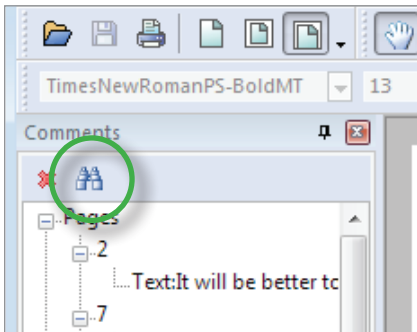 TimesNewRomanPS-BoldMT 13
Comments
Pages
2
Text:It will be better tc
7